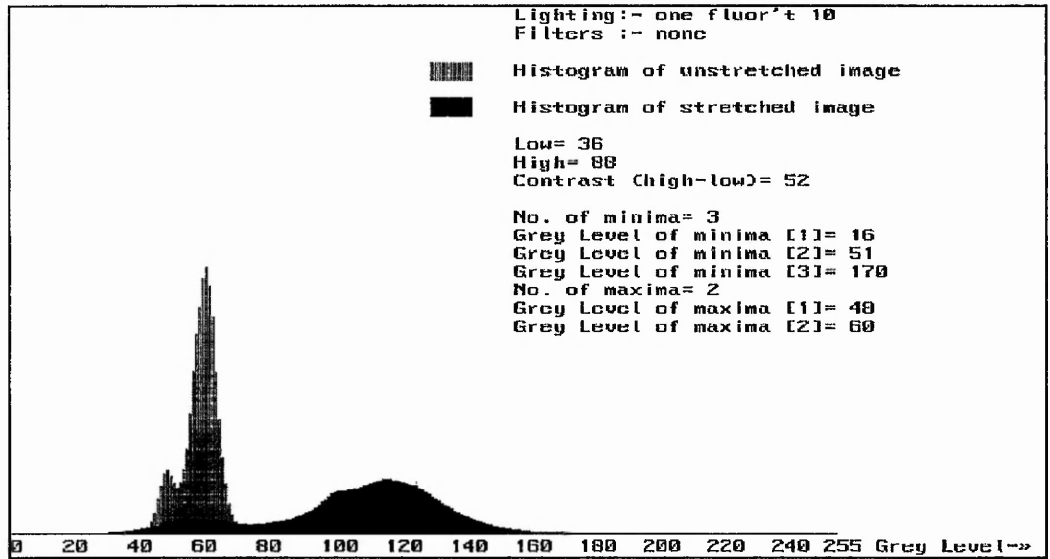 Lighting:- one fluor't 10
Filters :- none
Histogram of unstretched image
Histogram of stretched image
Low= 36
High= 88
Contrast (high-low)= 52
No. of minima= 3
Grey Level of minima [1]= 16
Grey Level of minima [2]= 51
Grey Level of minima [3]= 170
No. of maxima= 2
Grey Level of maxima [1]= 48
Grey Level of maxima [2]= 60
0 20 40 60 80 100 120 140 160 180 200 220 240 255 Grey Level-»